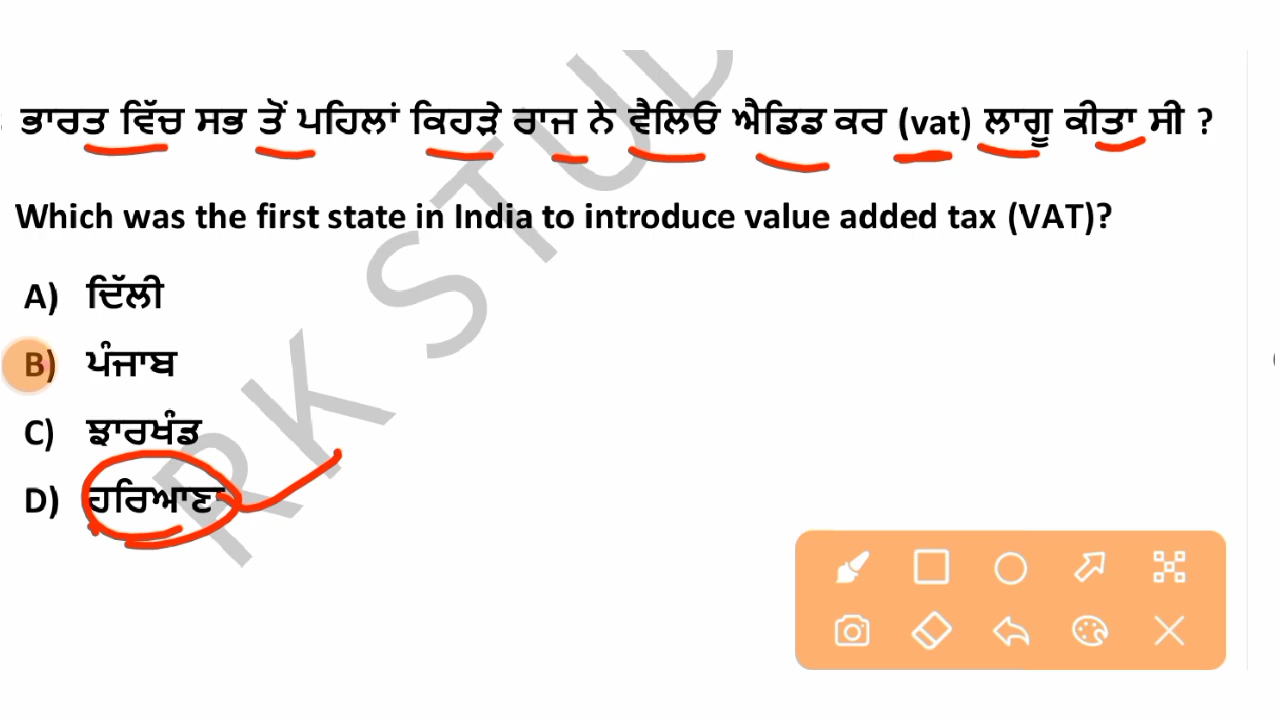 ਭਾਰਤ ਵਿੱਚ ਸਭ ਤੋਂ ਪਹਿਲਾਂ ਕਿਹੜੇ ਰਾਜ ਨੇ ਵੈਲਿਓ ਐਡਿਡ ਕਰ (vat) ਲਾਗੂ ਕੀਤਾ ਸੀ ?
Which was the first state in India to introduce value added tax (VAT)?
A) ਦਿੱਲੀ
B) ਪੰਜਾਬ
C) ਝਾਰਖੰਡ
D) ਹਰਿਆਣਾ
RK STUD